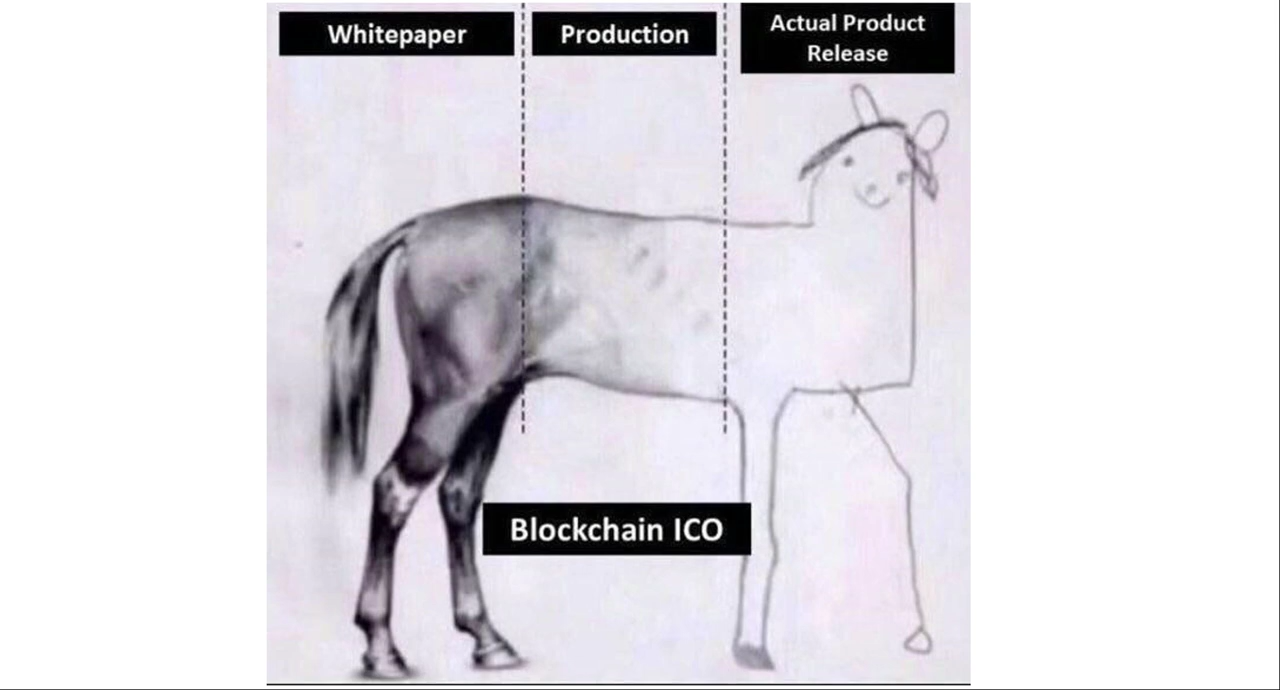 Whitepaper
Production
Actual Product
Release
Blockchain ICO